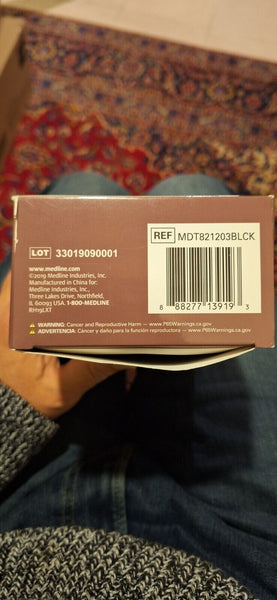 LOT 33019090001
www.medline.com
©2019 Medline Industries, Inc.
Manufactured in China for:
Medline Industries, Inc.,
Three Lakes Drive, Northfield,
IL 60093 USA. 1-800-MEDLINE
REF MDT821203BLCK
8 88277 13919 3
WARNING: Cancer and Reproductive Harm – www.P65Warnings.ca.gov
ADVERTENCIA: Cáncer y daño para la función reproductora – www.P65Warnings.ca.gov